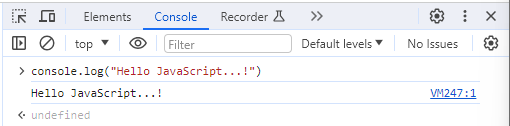 Elements Console Recorder
top Filter Default levels No Issues
console.log("Hello JavaScript...!")
Hello JavaScript...! VM247:1
undefined